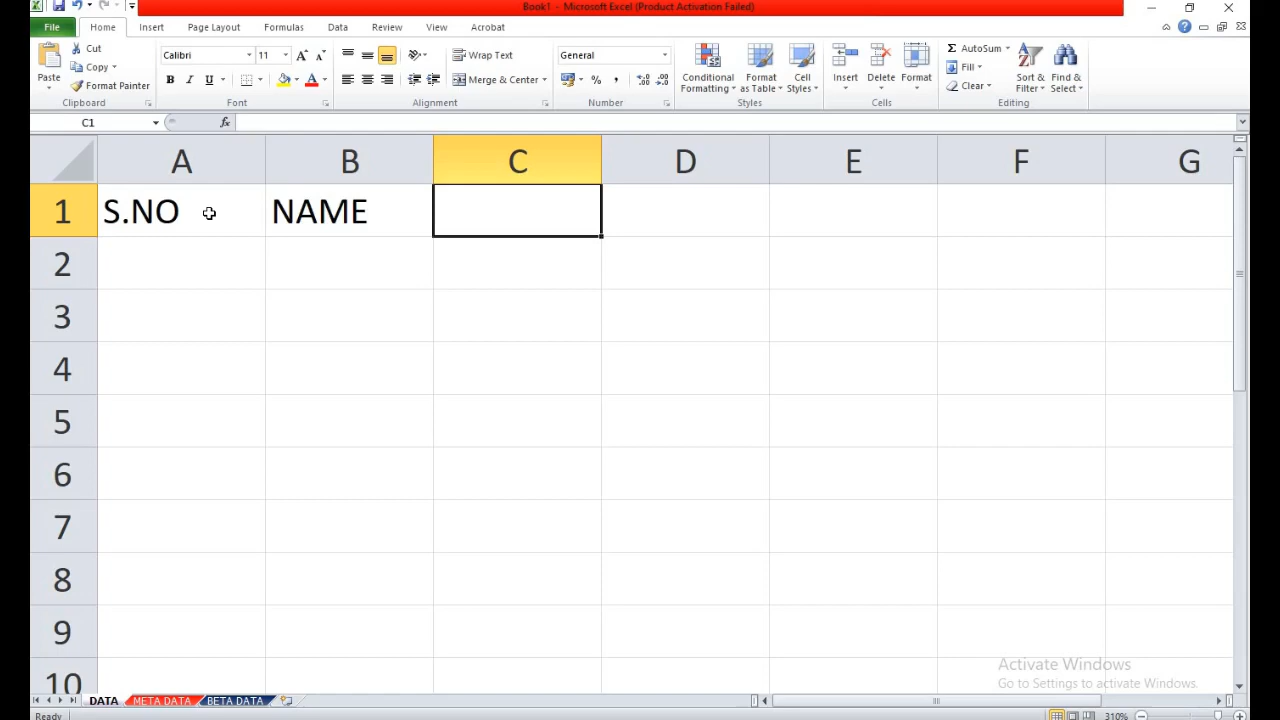 Book1 - Microsoft Excel (Product Activation Failed)
File Home Insert Page Layout Formulas Data Review View Acrobat
Paste
Cut
Copy
Format Painter
Clipboard
Calibri 11
B I U
Font
Wrap Text
Merge & Center
Alignment
General
%
Number
Conditional Formatting
Format as Table
Cell Styles
Styles
Insert Delete Format
Cells
AutoSum
Fill
Clear
Sort & Filter
Find & Select
Editing
C1 fx
A B C D E F G
1 S.NO NAME
2
3
4
5
6
7
8
9
10
Activate Windows
Go to Settings to activate Windows.
DATA META DATA BETA DATA
Ready 310%